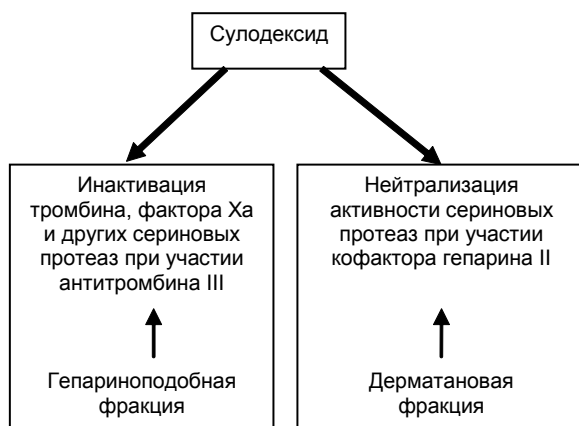 Сулодексид
Инактивация
тромбина, фактора Xa
и других сериновых
протеаз при участии
антитромбина III
Гепариноподобная
фракция
Нейтрализация
активности сериновых
протеаз при участии
кофактора гепарина II
Дерматановая
фракция